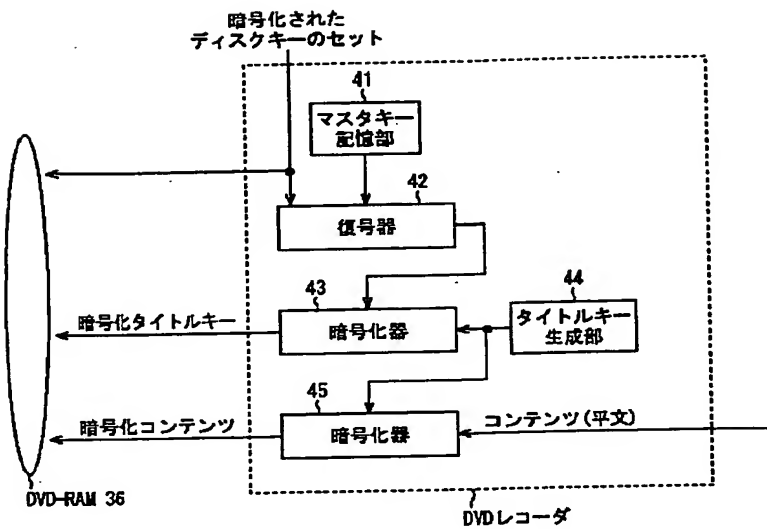 暗号化された
ディスクキーのセット
41
マスタキー
記憶部
42
復号器
43
44
暗号化タイトルキー
暗号化器
タイトルキー
生成部
45
暗号化コンテンツ
暗号化器
コンテンツ(平文)
DVD-RAM 36
DVDレコーダ